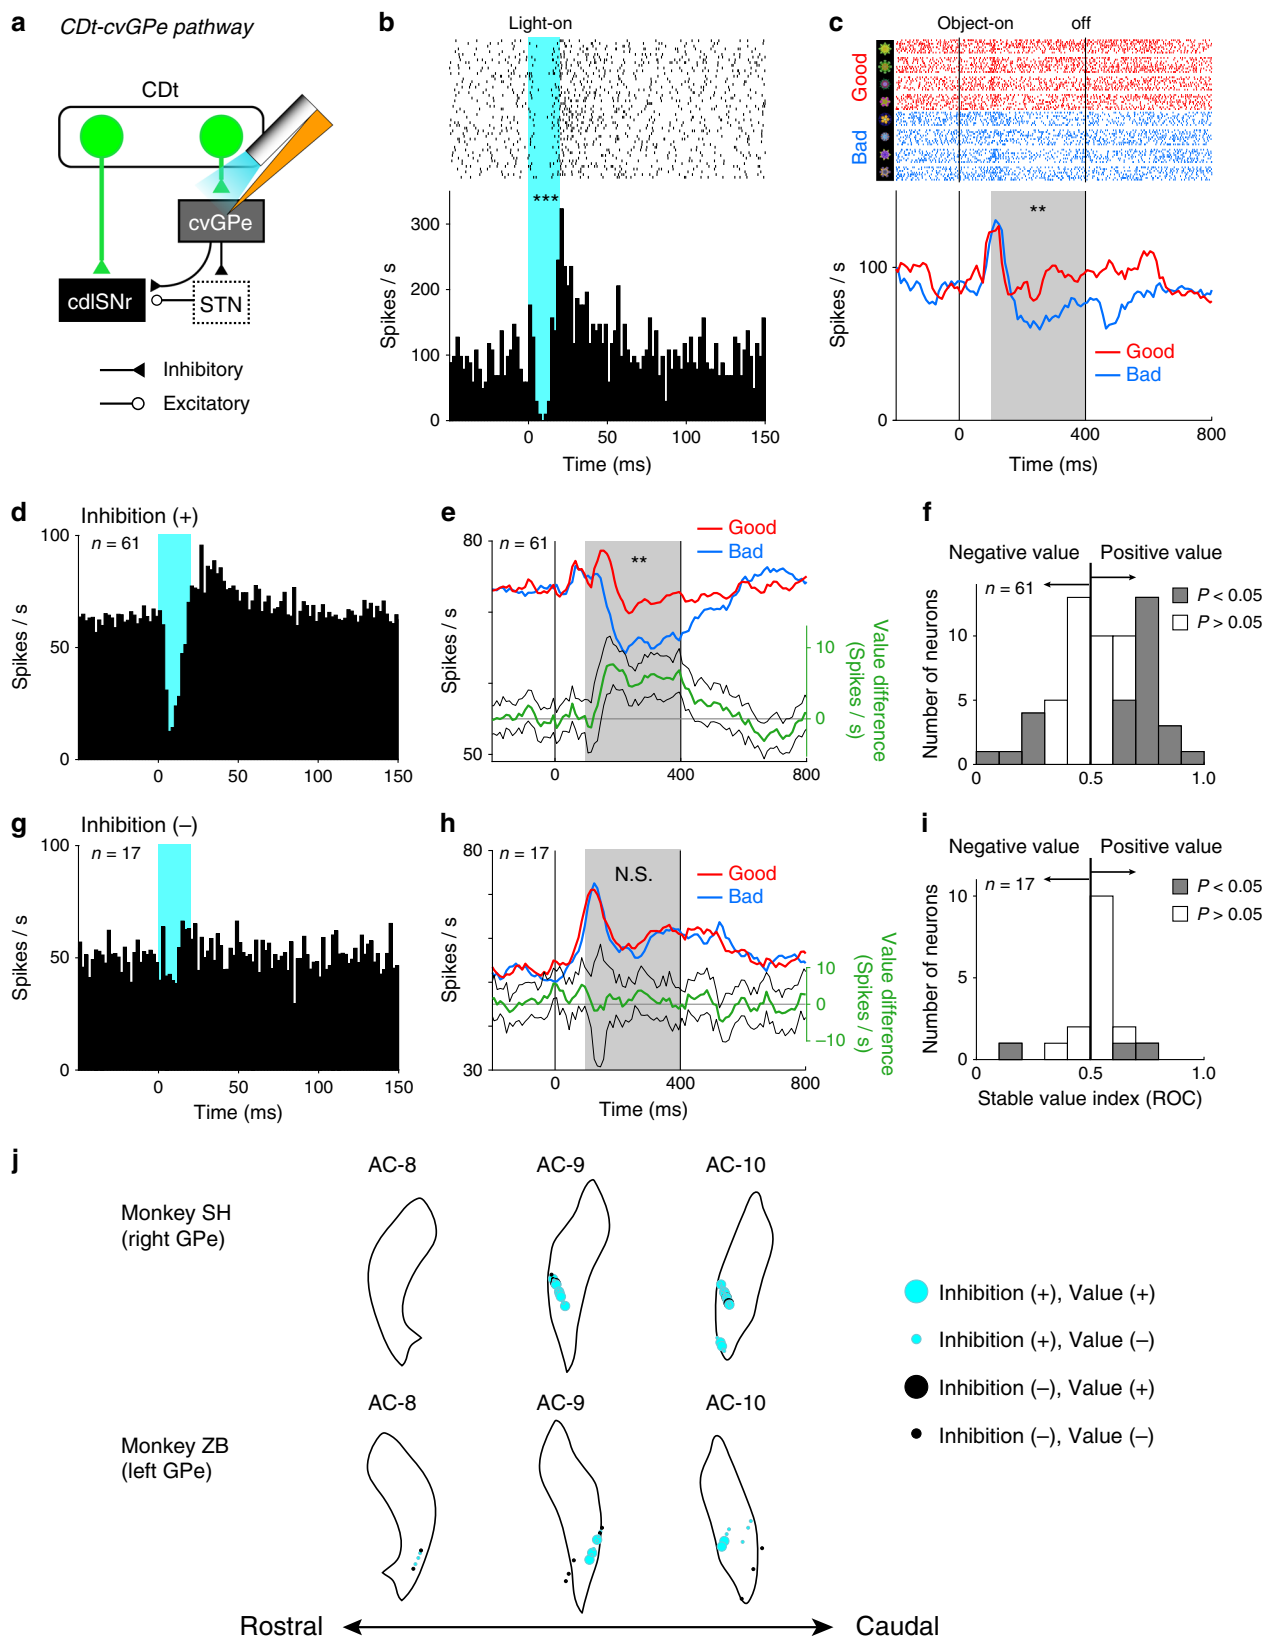 a
CDt-cvGPe pathway
CDt
cvGPe
cdlSNr
STN
Inhibitory
Excitatory
b
Light-on
***
300
200
100
0
Spikes / s
0
50
100
150
Time (ms)
c
Object-on
off
Good
Bad
**
100
0
Spikes / s
Good
Bad
0
400
800
Time (ms)
d
Inhibition (+)
n = 61
100
50
0
Spikes / s
0
50
100
150
e
n = 61
**
Good
Bad
80
50
Spikes / s
10
0
Value difference
(Spikes / s)
0
400
800
f
Negative value
Positive value
n = 61
P < 0.05
P > 0.05
10
5
0
Number of neurons
0
0.5
1.0
g
Inhibition (–)
n = 17
100
50
0
Spikes / s
0
50
100
150
Time (ms)
h
n = 17
N.S.
Good
Bad
80
30
Spikes / s
10
0
–10
Value difference
(Spikes / s)
0
400
800
Time (ms)
i
Negative value
Positive value
n = 17
P < 0.05
P > 0.05
10
5
0
Number of neurons
0
0.5
1.0
Stable value index (ROC)
j
AC-8
AC-9
AC-10
Monkey SH
(right GPe)
AC-8
AC-9
AC-10
Monkey ZB
(left GPe)
Inhibition (+), Value (+)
Inhibition (+), Value (–)
Inhibition (–), Value (+)
Inhibition (–), Value (–)
Rostral
Caudal